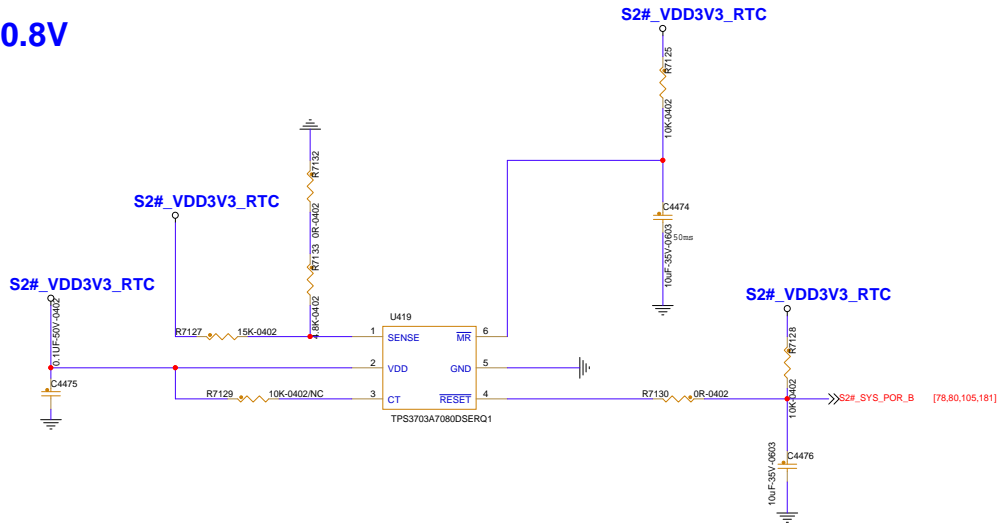 0.8V
S2#_VDD3V3_RTC
R7125
10K-0402
R7132
0R-0402
S2#_VDD3V3_RTC
C4474
50ms
10uF-35V-0603
R7133
4.8K-0402
S2#_VDD3V3_RTC
0.1UF-50V-0402
S2#_VDD3V3_RTC
U419
R7127 15K-0402
1 SENSE MR 6
R7128
10K-0402
2 VDD GND 5
C4475
R7129 10K-0402/NC
3 CT RESET 4
R7130 0R-0402
S2#_SYS_POR_B [78,80,105,181]
TPS3703A7080DSERQ1
C4476
10uF-35V-0603